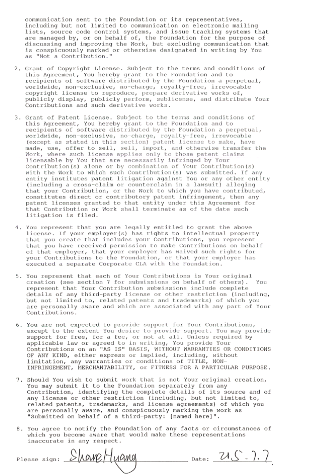 communication sent to the Foundation or its representatives,
including but not limited to communication on electronic mailing
lists, source code control systems, and issue tracking systems that
are managed by, or on behalf of, the Foundation for the purpose of
discussing and improving the Work, but excluding communication that
is conspicuously marked or otherwise designated in writing by You
as "Not a Contribution."
2. Grant of Copyright License. Subject to the terms and conditions of
this Agreement, You hereby grant to the Foundation and to
recipients of software distributed by the Foundation a perpetual,
worldwide, non-exclusive, no-charge, royalty-free, irrevocable
copyright license to reproduce, prepare derivative works of,
publicly display, publicly perform, sublicense, and distribute Your
Contributions and such derivative works.
3. Grant of Patent License. Subject to the terms and conditions of
this Agreement, You hereby grant to the Foundation and to
recipients of software distributed by the Foundation a perpetual,
worldwide, non-exclusive, no-charge, royalty-free, irrevocable
(except as stated in this section) patent license to make, have
made, use, offer to sell, sell, import, and otherwise transfer the
Work, where such license applies only to those patent claims
licensable by You that are necessarily infringed by Your
Contribution(s) alone or by combination of Your Contribution(s)
with the Work to which such Contribution(s) was submitted. If any
entity institutes patent litigation against You or any other entity
(including a cross-claim or counterclaim in a lawsuit) alleging
that your Contribution, or the Work to which you have contributed,
constitutes direct or contributory patent infringement, then any
patent licenses granted to that entity under this Agreement for
that Contribution or Work shall terminate as of the date such
litigation is filed.
4. You represent that you are legally entitled to grant the above
license. If your employer(s) has rights to intellectual property
that you create that includes your Contributions, you represent
that you have received permission to make Contributions on behalf
of that employer, that your employer has waived such rights for
your Contributions to the Foundation, or that your employer has
executed a separate Corporate CLA with the Foundation.
5. You represent that each of Your Contributions is Your original
creation (see section 7 for submissions on behalf of others). You
represent that Your Contribution submissions include complete
details of any third-party license or other restriction (including,
but not limited to, related patents and trademarks) of which you
are personally aware and which are associated with any part of Your
Contributions.
6. You are not expected to provide support for Your Contributions,
except to the extent You desire to provide support. You may provide
support for free, for a fee, or not at all. Unless required by
applicable law or agreed to in writing, You provide Your
Contributions on an "AS IS" BASIS, WITHOUT WARRANTIES OR CONDITIONS
OF ANY KIND, either express or implied, including, without
limitation, any warranties or conditions of TITLE, NON-
INFRINGEMENT, MERCHANTABILITY, or FITNESS FOR A PARTICULAR PURPOSE.
7. Should You wish to submit work that is not Your original creation,
You may submit it to the Foundation separately from any
Contribution, identifying the complete details of its source and of
any license or other restriction (including, but not limited to,
related patents, trademarks, and license agreements) of which you
are personally aware, and conspicuously marking the work as
"Submitted on behalf of a third-party: [named here]".
8. You agree to notify the Foundation of any facts or circumstances of
which you become aware that would make these representations
inaccurate in any respect.
Please sign: Date: